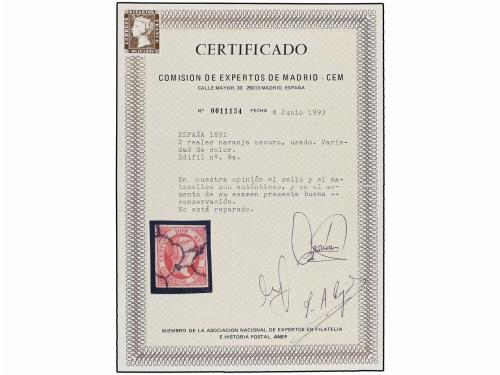 CERTIFICADO
COMISION DE EXPERTOS DE MADRID - CEM
CALLE MAYOR, 30. 28013 MADRID. ESPAÑA
Nº 0011134 FECHA 8 Junio 1993
ESPAÑA 1851
2 reales naranja oscuro, usado. Varie-
dad de color.
Edifil nº. 8a.
En nuestra opinión el sello y el ma-
tasellos son auténticos, y en el mo-
mento de su examen presenta buena --
conservación.
No está reparado.
MIEMBRO DE LA ASOCIACION NACIONAL DE EXPERTOS EN FILATELIA
E HISTORIA POSTAL. ANEF